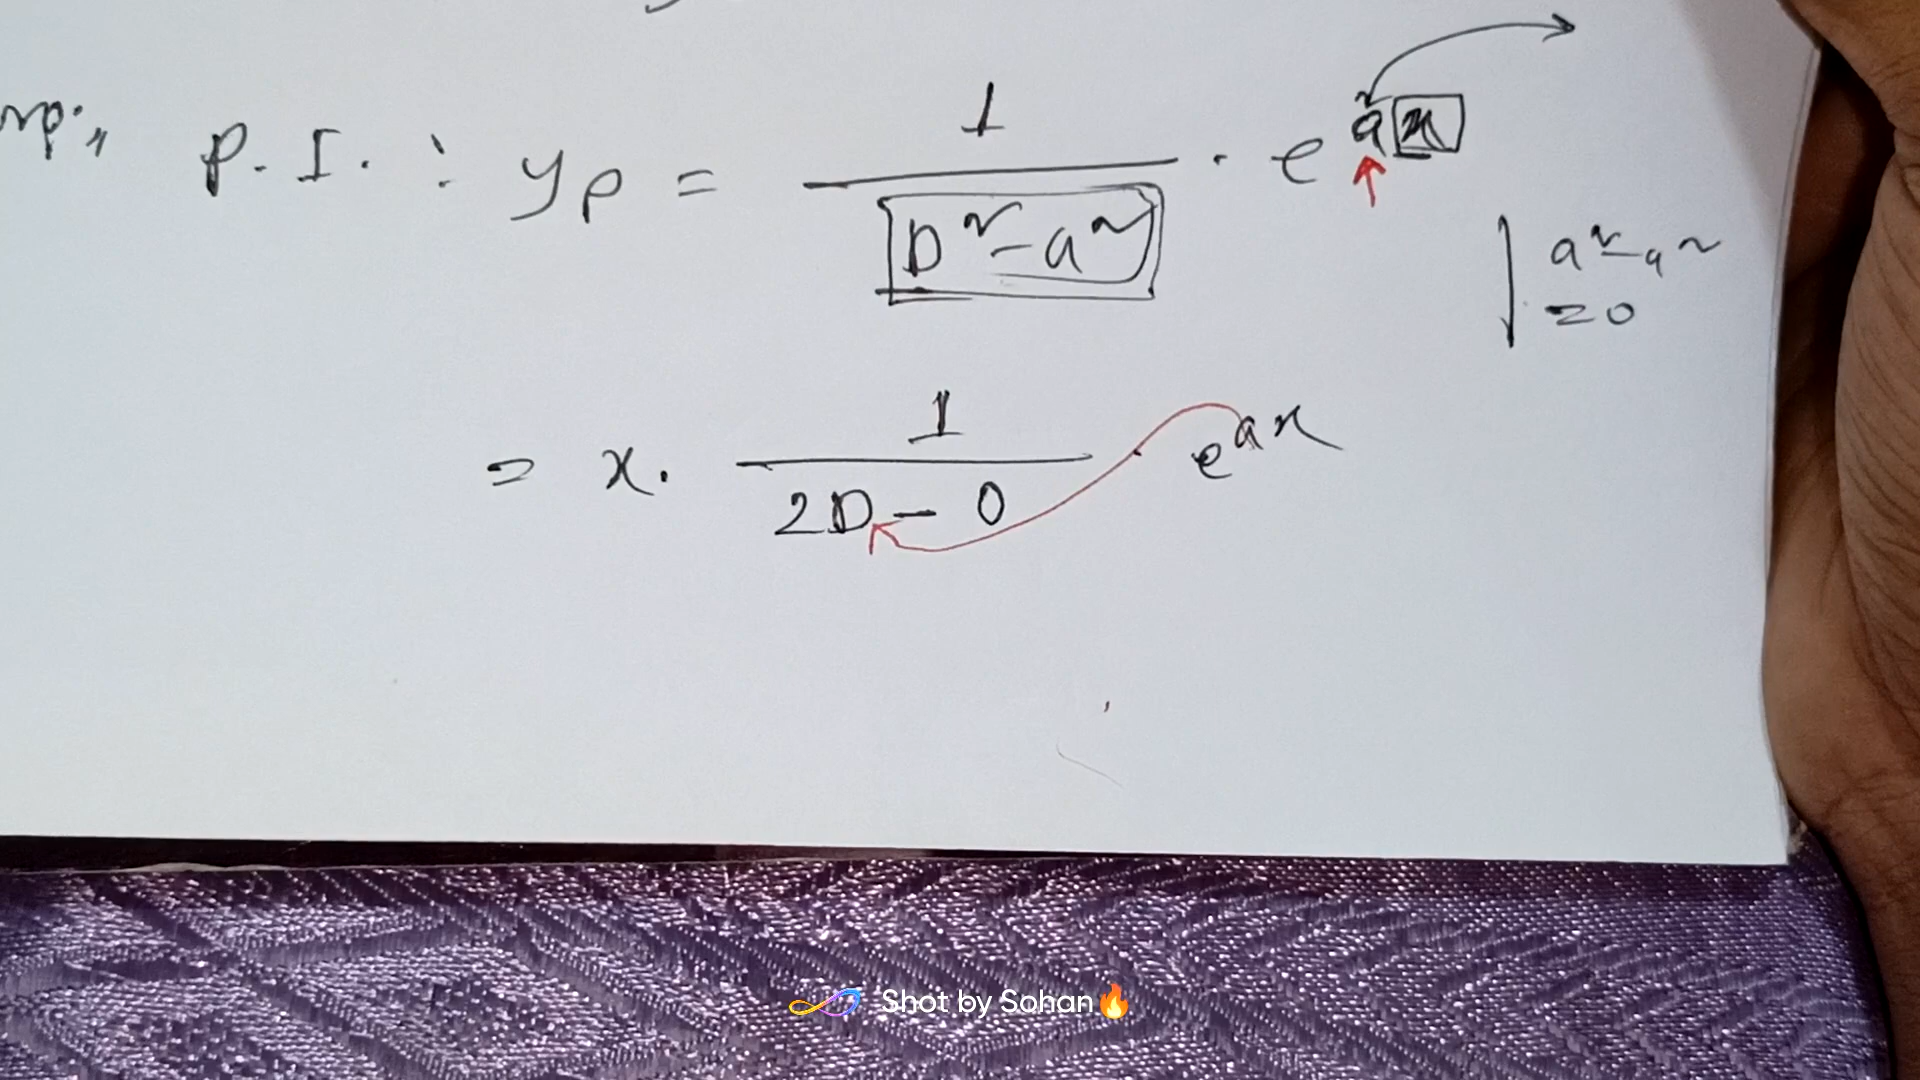 P.I. : yp = 1 / (D² - a²) · e^{ax}
a² - a²
= 0
= x. 1 / (2D - 0) · e^{ax}
Shot by Sohan🔥